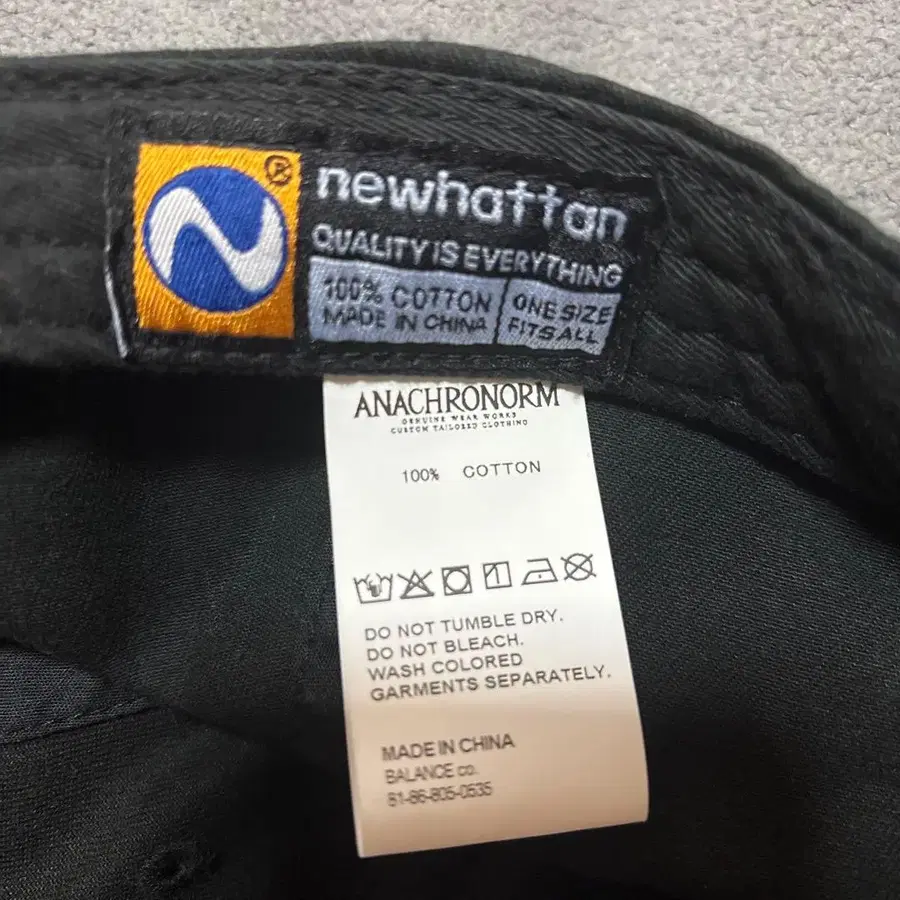 ®
newhattan
QUALITY IS EVERYTHING
100% COTTON
MADE IN CHINA
ONE SIZE
FITS ALL
ANACHRONORM
GENUINE WEAR WORKS
CUSTOM TAILORED CLOTHING
100% COTTON
DO NOT TUMBLE DRY.
DO NOT BLEACH.
WASH COLORED
GARMENTS SEPARATELY.
MADE IN CHINA
BALANCE co.
81-86-805-0535